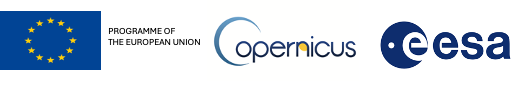 PROGRAMME OF
THE EUROPEAN UNION
opernicus
esa